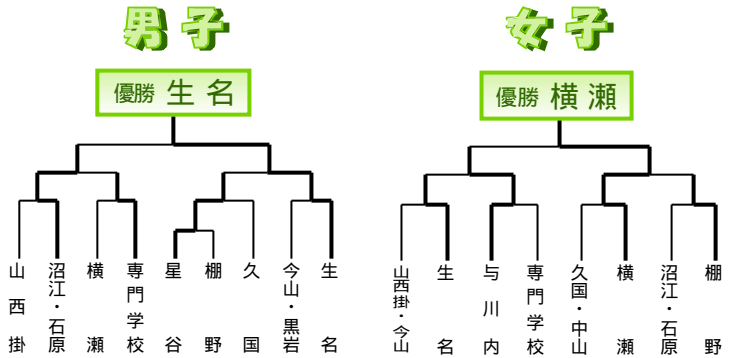 男子
優勝 生名
山西掛
沼江・石原
横瀬
専門学校
星谷
棚野
久国
今山・黒岩
生名
女子
優勝 横瀬
山西掛・今山
生名
与川内
専門学校
久国・中山
横瀬
沼江・石原
棚野